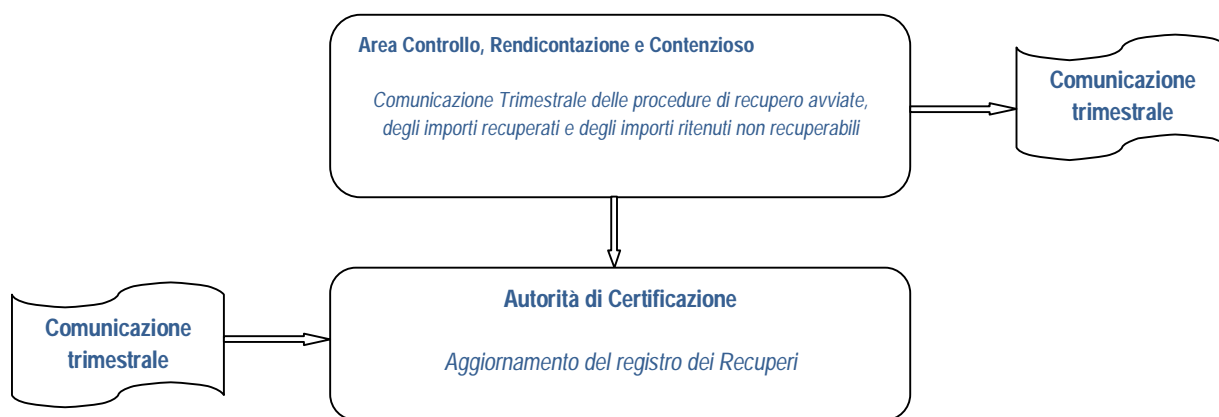 Area Controllo, Rendicontazione e Contenzioso
Comunicazione Trimestrale delle procedure di recupero avviate,
degli importi recuperati e degli importi ritenuti non recuperabili
Comunicazione
trimestrale
Autorità di Certificazione
Aggiornamento del registro dei Recuperi
Comunicazione
trimestrale